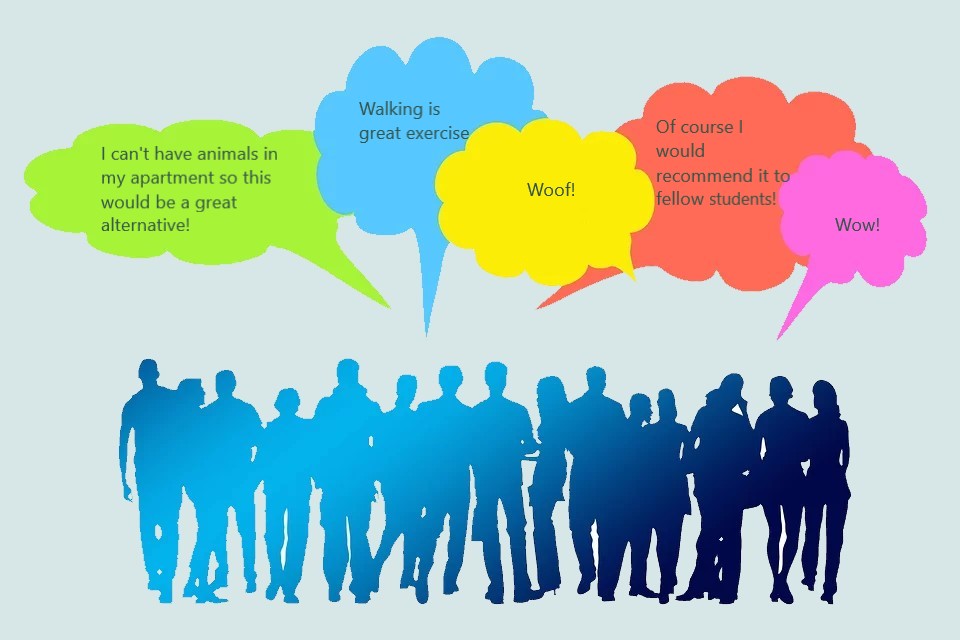 I can't have animals in
my apartment so this
would be a great
alternative!
Walking is
great exercise
Woof!
Of course I
would
recommend it to
fellow students!
Wow!